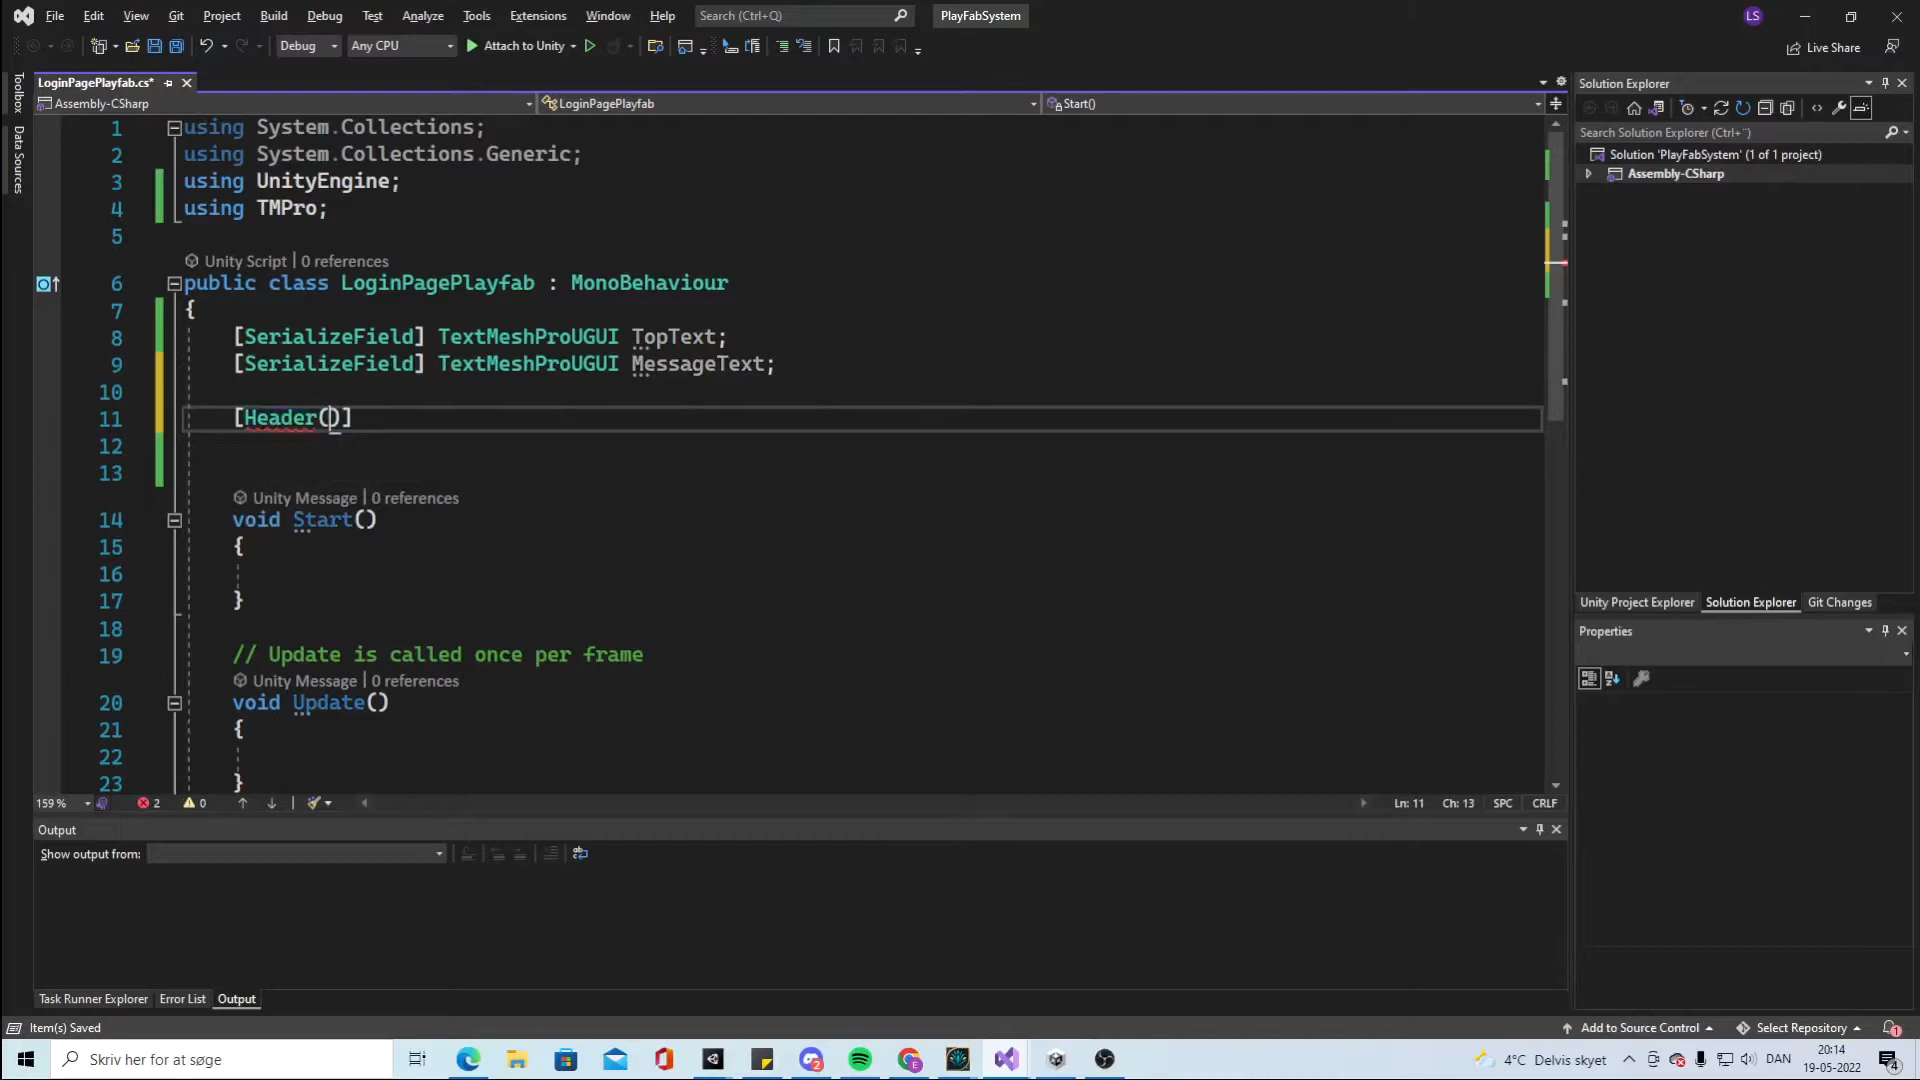 File Edit View Git Project Build Debug Test Analyze Tools Extensions Window Help Search (Ctrl+Q) PlayFabSystem LS
Debug Any CPU Attach to Unity Live Share
Toolbox
Data Sources
LoginPagePlayfab.cs*
Assembly-CSharp LoginPagePlayfab Start()
1 using System.Collections;
2 using System.Collections.Generic;
3 using UnityEngine;
4 using TMPro;
5
Unity Script | 0 references
6 public class LoginPagePlayfab : MonoBehaviour
7 {
8 [SerializeField] TextMeshProUGUI TopText;
9 [SerializeField] TextMeshProUGUI MessageText;
10
11 [Header()]
12
13
Unity Message | 0 references
14 void Start()
15 {
16
17 }
18
19 // Update is called once per frame
Unity Message | 0 references
20 void Update()
21 {
22
23 }
159 % 2 0 Ln: 11 Ch: 13 SPC CRLF
Output
Show output from:
Task Runner Explorer Error List Output
Solution Explorer
Search Solution Explorer (Ctrl+¨)
Solution 'PlayFabSystem' (1 of 1 project)
Assembly-CSharp
Unity Project Explorer Solution Explorer Git Changes
Properties
Item(s) Saved Add to Source Control Select Repository 1
Skriv her for at søge 2 4°C Delvis skyet DAN 20:14
19-05-2022 4